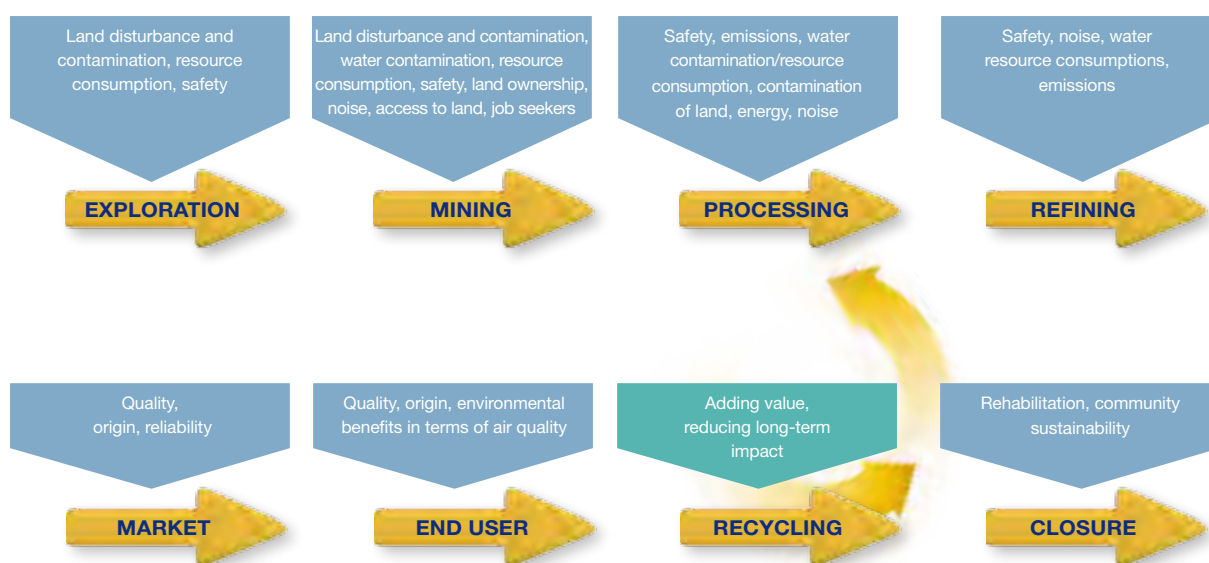 Land disturbance and
contamination, resource
consumption, safety
EXPLORATION
Land disturbance and contamination,
water contamination, resource
consumption, safety, land ownership,
noise, access to land, job seekers
MINING
Safety, emissions, water
contamination/resource
consumption, contamination
of land, energy, noise
PROCESSING
Safety, noise, water
resource consumptions,
emissions
REFINING
Quality,
origin, reliability
MARKET
Quality, origin, environmental
benefits in terms of air quality
END USER
Adding value,
reducing long-term
impact
RECYCLING
Rehabilitation, community
sustainability
CLOSURE